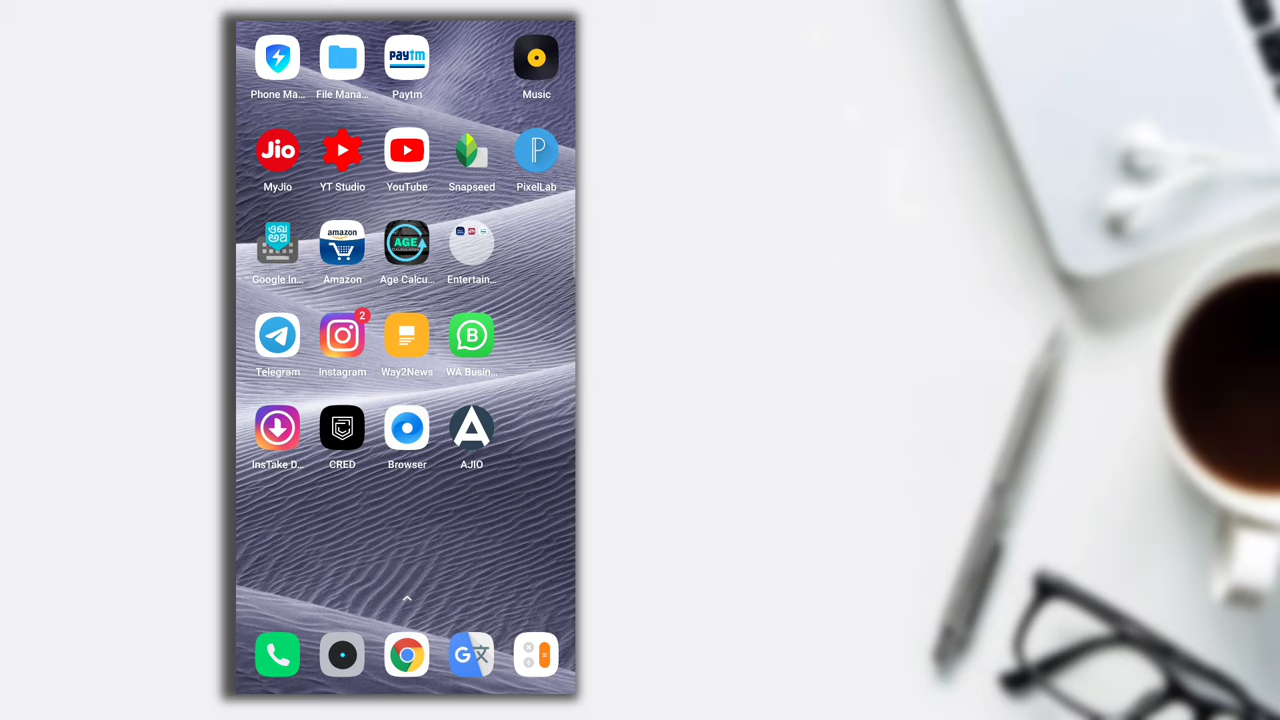 paytm
Phone Ma...
File Mana...
Paytm
Music
Jio
MyJio
YT Studio
YouTube
Snapseed
PixelLab
amazon
AGE
Google In...
Amazon
Age Calcu...
Entertain...
2
B
Telegram
Instagram
Way2News
WA Busin...
InsTake D...
CRED
Browser
AJIO
G